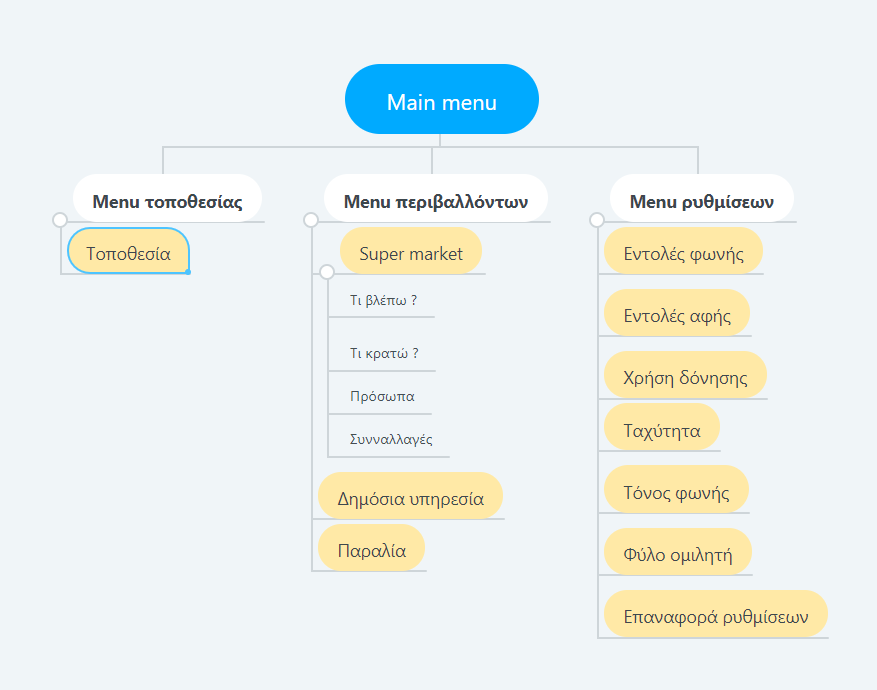 Main menu
Menu τοποθεσίας
Τοποθεσία
Menu περιβαλλόντων
Super market
Τι βλέπω ?
Τι κρατώ ?
Πρόσωπα
Συνναλλαγές
Δημόσια υπηρεσία
Παραλία
Menu ρυθμίσεων
Εντολές φωνής
Εντολές αφής
Χρήση δόνησης
Ταχύτητα
Τόνος φωνής
Φύλο ομιλητή
Επαναφορά ρυθμίσεων